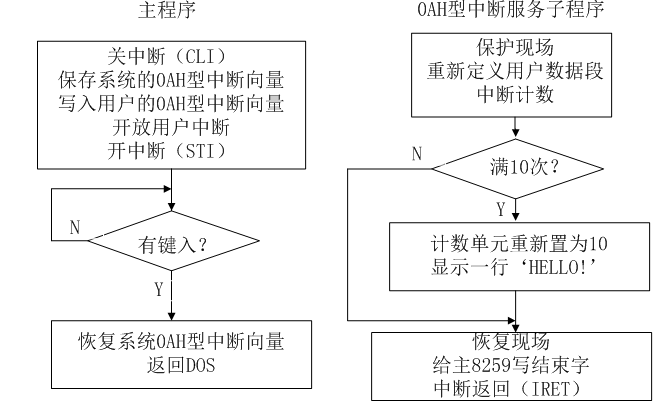 主程序
关中断（CLI）
保存系统的0AH型中断向量
写入用户的0AH型中断向量
开放用户中断
开中断（STI）
N
有键入？
Y
恢复系统0AH型中断向量
返回DOS
0AH型中断服务子程序
保护现场
重新定义用户数据段
中断计数
N
满10次？
Y
计数单元重新置为10
显示一行‘HELLO!’
恢复现场
给主8259写结束字
中断返回（IRET）